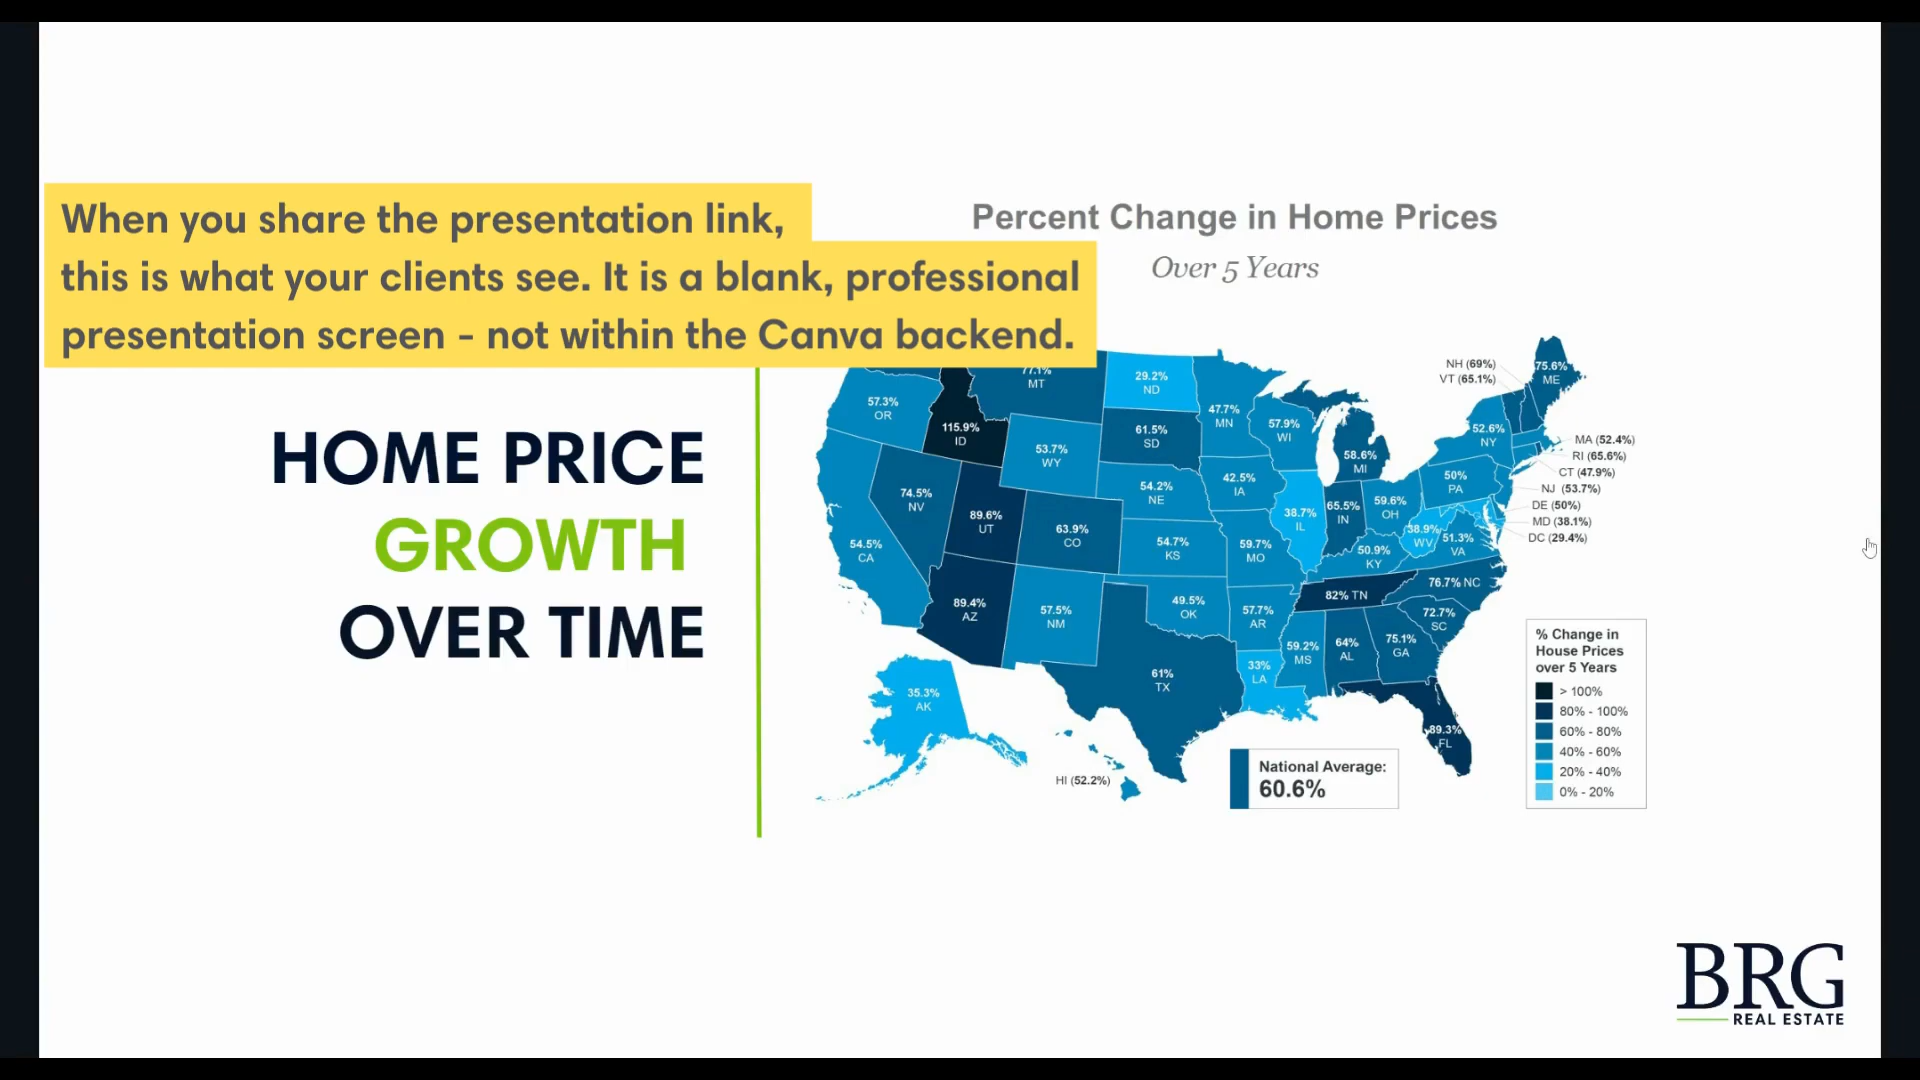 When you share the presentation link,
this is what your clients see. It is a blank, professional
presentation screen - not within the Canva backend.
HOME PRICE
GROWTH
OVER TIME
Percent Change in Home Prices
Over 5 Years
77.1%
MT
29.2%
ND
57.3%
OR
115.9%
ID
53.7%
WY
61.5%
SD
47.7%
MN
57.9%
WI
58.6%
MI
NH (69%)
VT (65.1%)
75.6%
ME
52.6%
NY
MA (52.4%)
RI (65.6%)
CT (47.9%)
NJ (53.7%)
DE (50%)
MD (38.1%)
DC (29.4%)
50%
PA
74.5%
NV
89.6%
UT
63.9%
CO
54.2%
NE
42.5%
IA
38.7%
IL
65.5%
IN
59.6%
OH
38.9%
WV
51.3%
VA
54.5%
CA
54.7%
KS
59.7%
MO
50.9%
KY
76.7% NC
82% TN
72.7%
SC
89.4%
AZ
57.5%
NM
49.5%
OK
57.7%
AR
59.2%
MS
64%
AL
75.1%
GA
61%
TX
33%
LA
89.3%
FL
35.3%
AK
HI (52.2%)
National Average:
60.6%
% Change in
House Prices
over 5 Years
> 100%
80% - 100%
60% - 80%
40% - 60%
20% - 40%
0% - 20%
BRG
REAL ESTATE